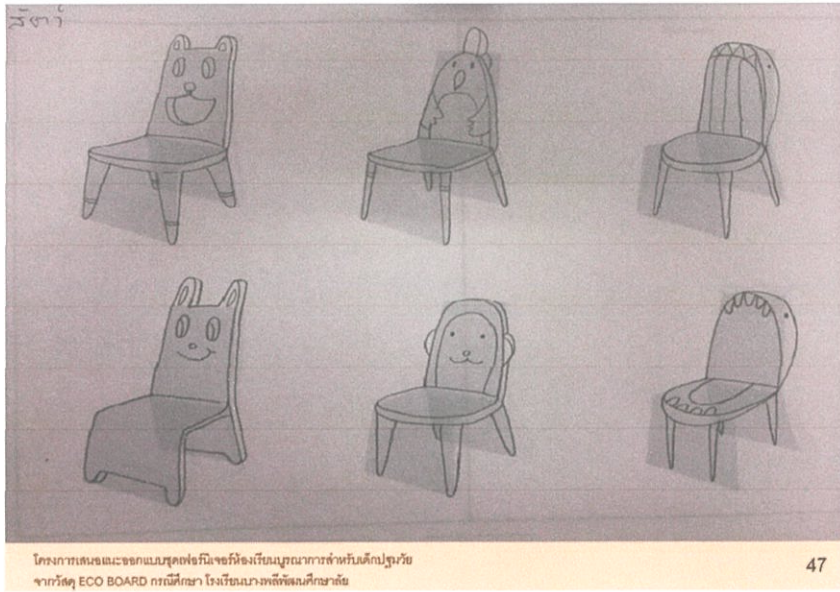 สัตว์
โครงการเสนอแนะออกแบบชุดเฟอร์นิเจอร์ห้องเรียนบูรณาการสำหรับเด็กปฐมวัย
จากวัสดุ ECO BOARD กรณีศึกษา โรงเรียนบางพลีพัฒนศึกษาลัย
47